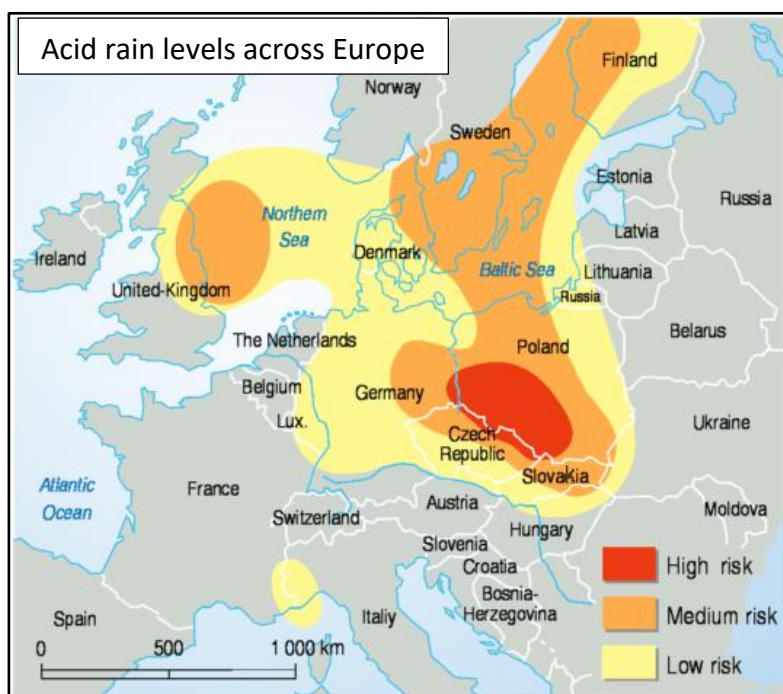 Acid rain levels across Europe
Finland
Norway
Sweden
Estonia
Russia
Northern
Sea
Latvia
Ireland
Denmark
Baltic Sea
Lithuania
United-Kingdom
Russia
Belarus
The Netherlands
Poland
Belgium
Germany
Lux.
Ukraine
Czech
Republic
Slovakia
Atlantic
Ocean
France
Austria
Moldova
Switzerland
Hungary
Slovenia
Croatia
High risk
Bosnia-
Herzegovina
Spain
Italiy
Medium risk
0
500
1 000 km
Low risk